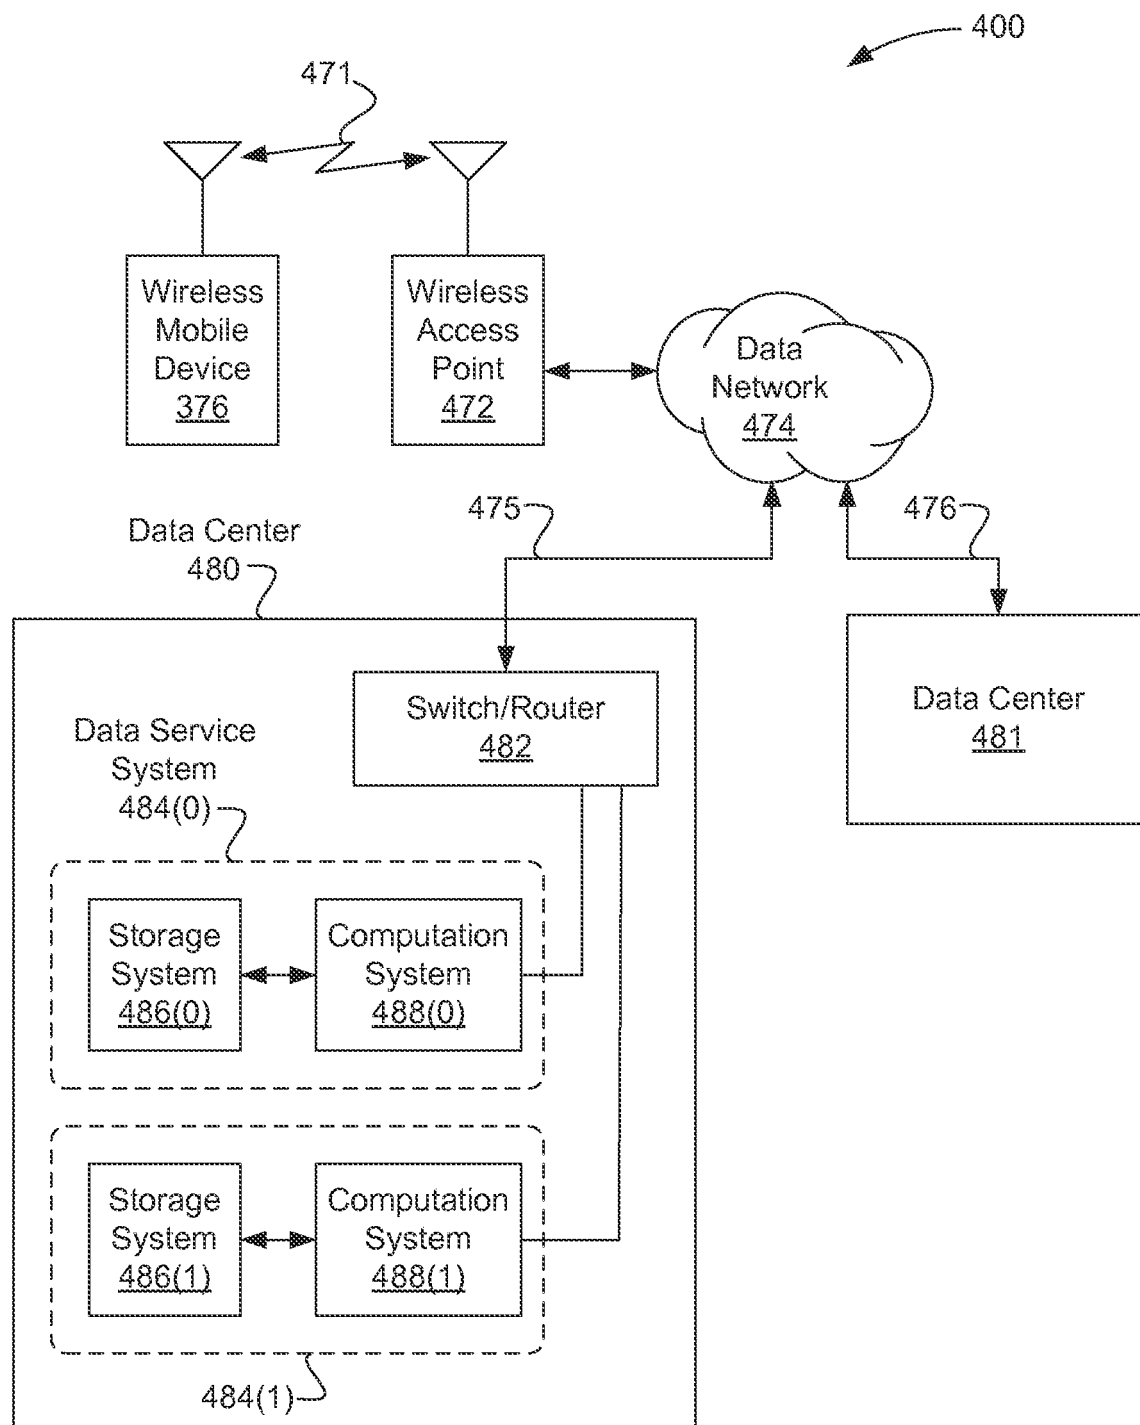 400
471
Wireless
Mobile
Device
376
Wireless
Access
Point
472
Data
Network
474
475
476
Data Center
480
Switch/Router
482
Data Center
481
Data Service
System
484(0)
Storage
System
486(0)
Computation
System
488(0)
Storage
System
486(1)
Computation
System
488(1)
484(1)